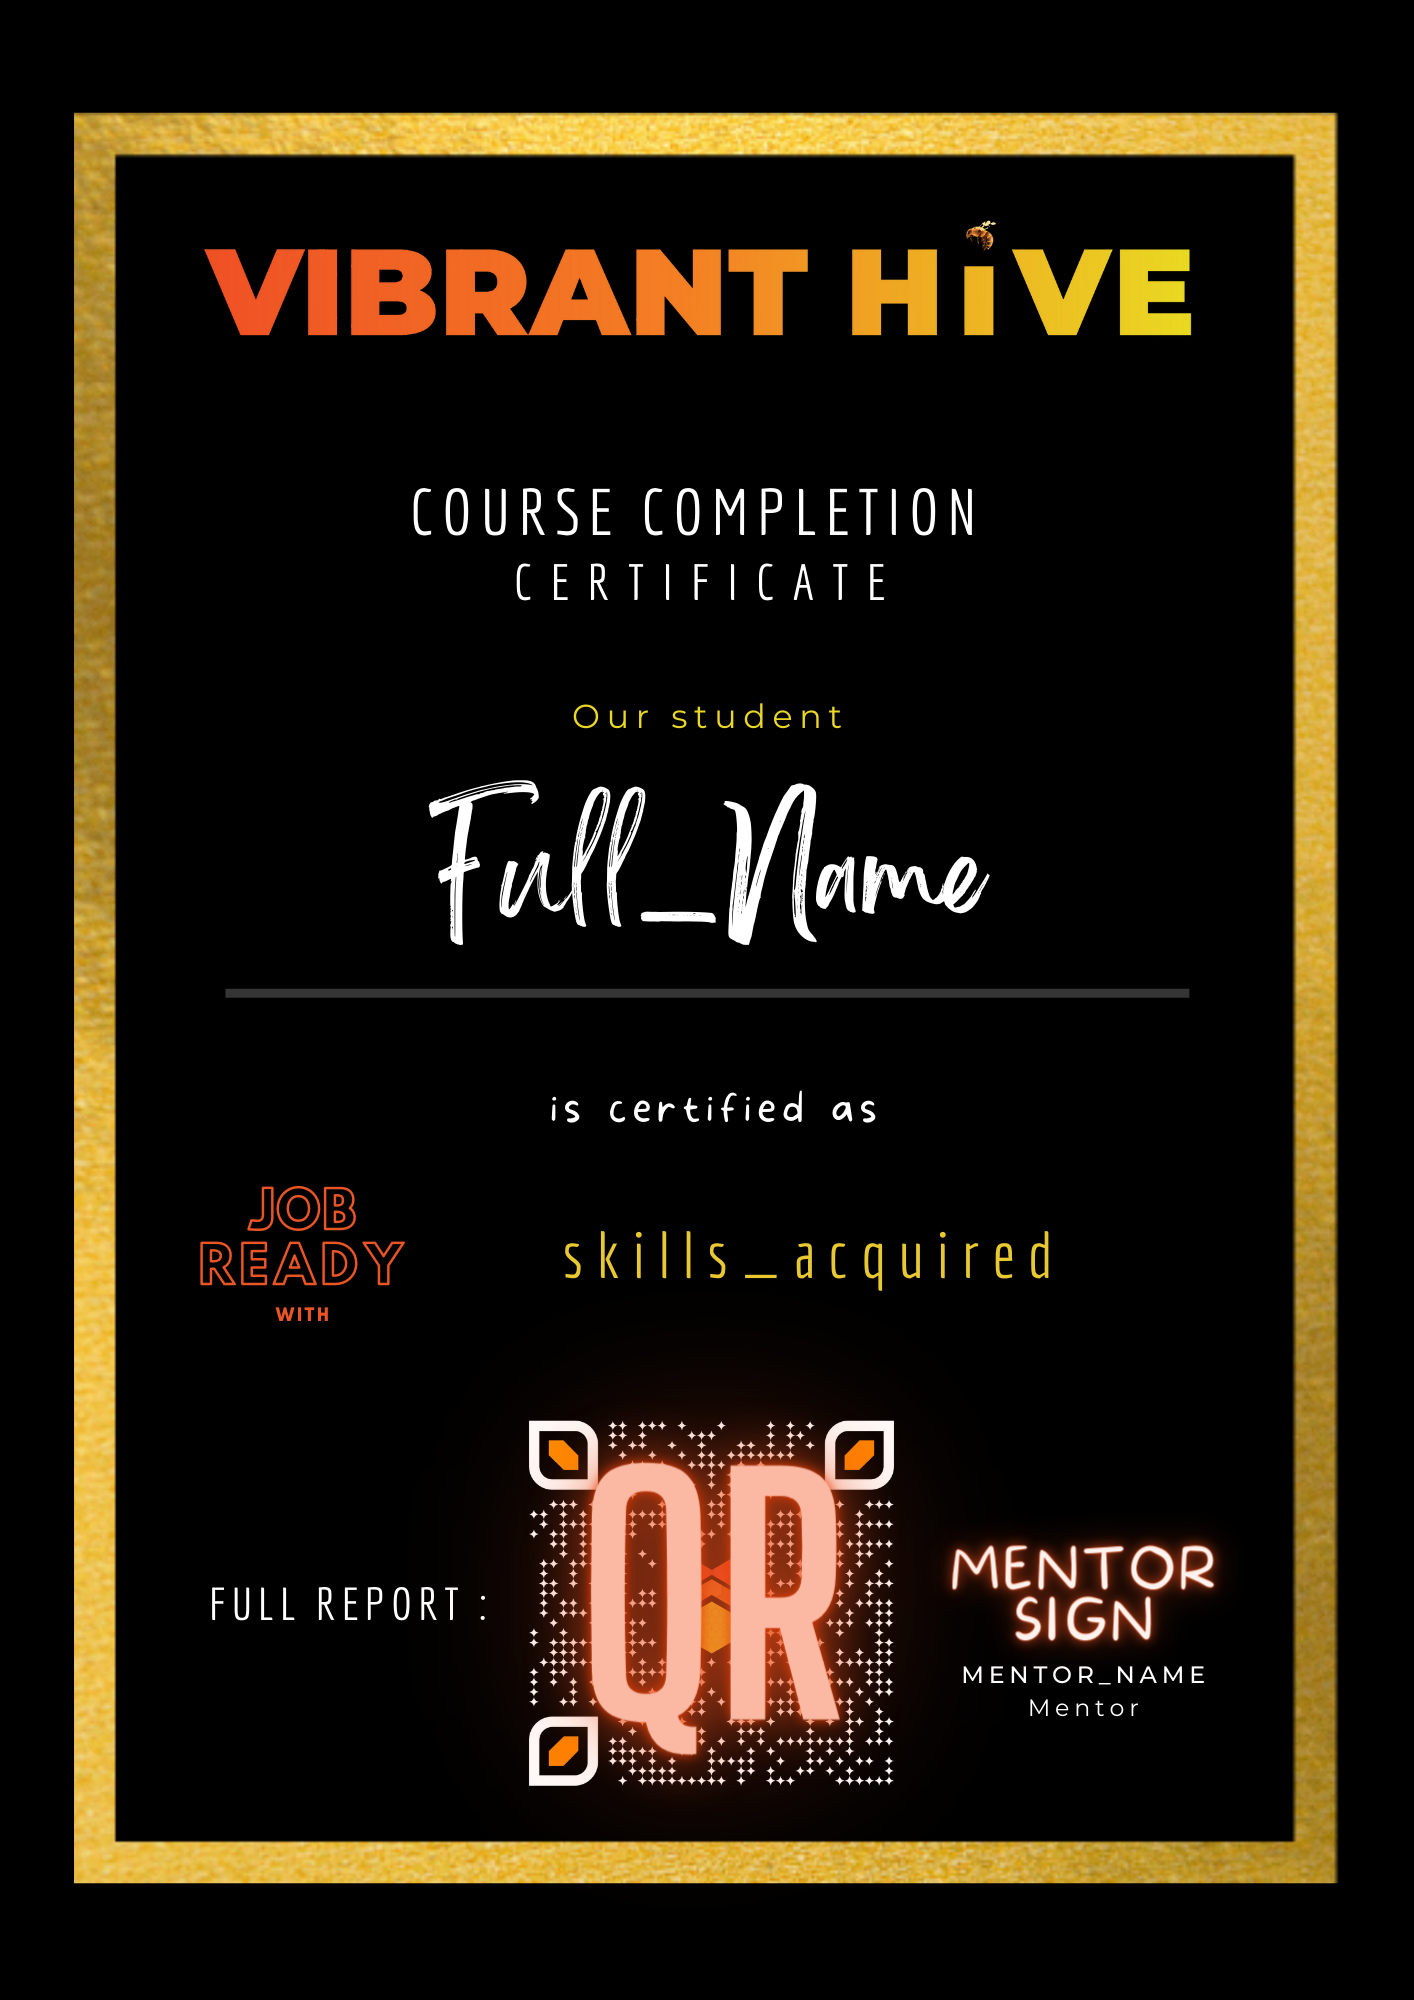 VIBRANT HiVE
COURSE COMPLETION
CERTIFICATE
Our student
Full_Name
is certified as
JOB
READY
WITH
skills_acquired
FULL REPORT :
QR
MENTOR
SIGN
MENTOR_NAME
Mentor